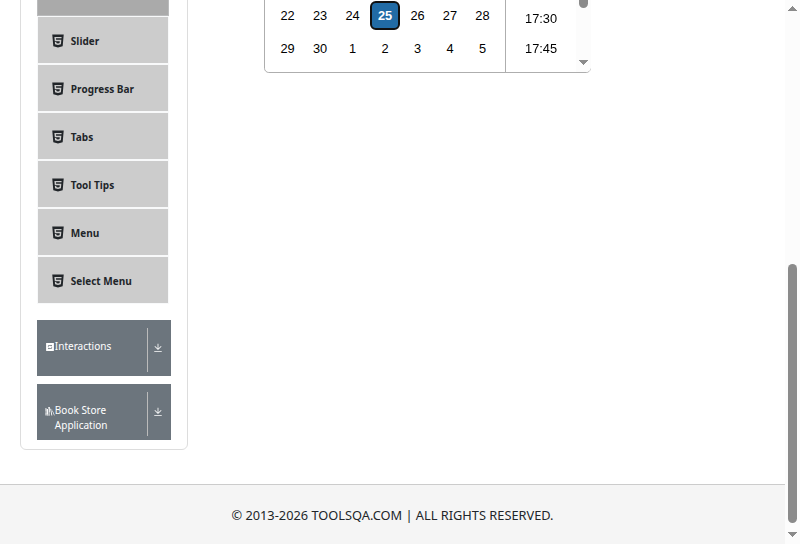 22 23 24 25 26 27 28
17:30
29 30 1 2 3 4 5
17:45
Slider
Progress Bar
Tabs
Tool Tips
Menu
Select Menu
Interactions
Book Store
Application
© 2013-2026 TOOLSQA.COM | ALL RIGHTS RESERVED.